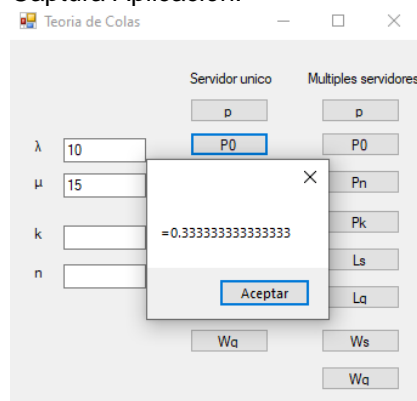 Captura Aplicación:
Teoria de Colas
Servidor unico Multiples servidores
p p
λ 10 P0 P0
μ 15 Pn
=0.333333333333333
k Pk
Ls
n
Aceptar Lq
Wq Ws
Wq